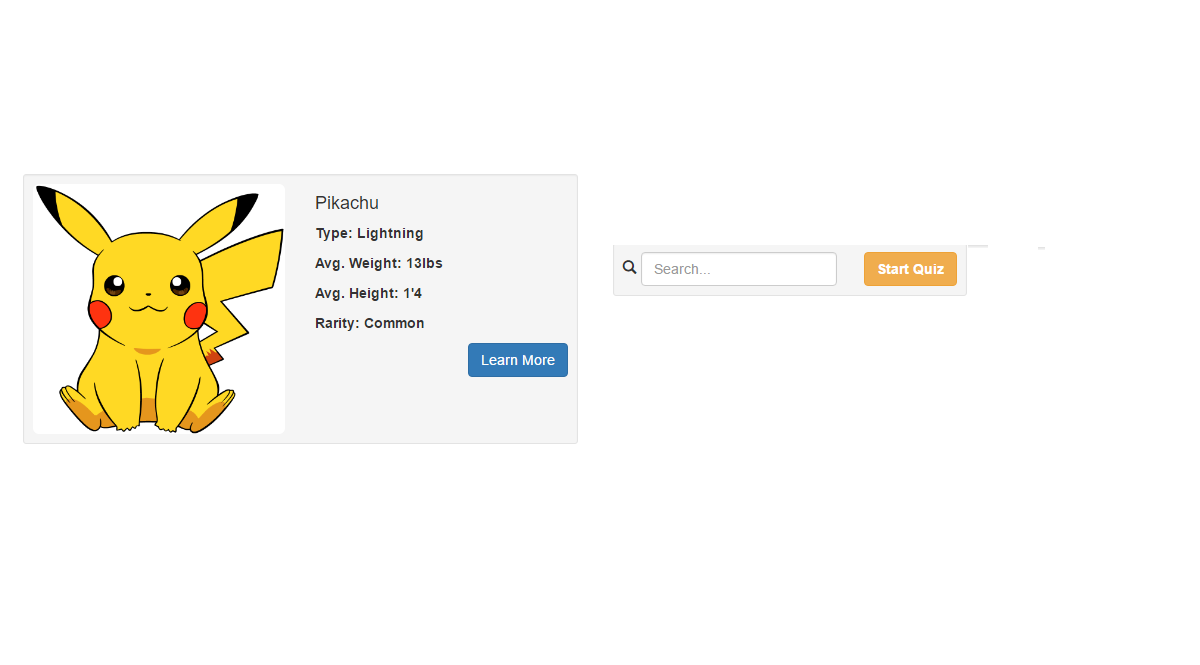 Pikachu
Type: Lightning
Avg. Weight: 13lbs
Avg. Height: 1'4
Rarity: Common
Learn More
Search...
Start Quiz